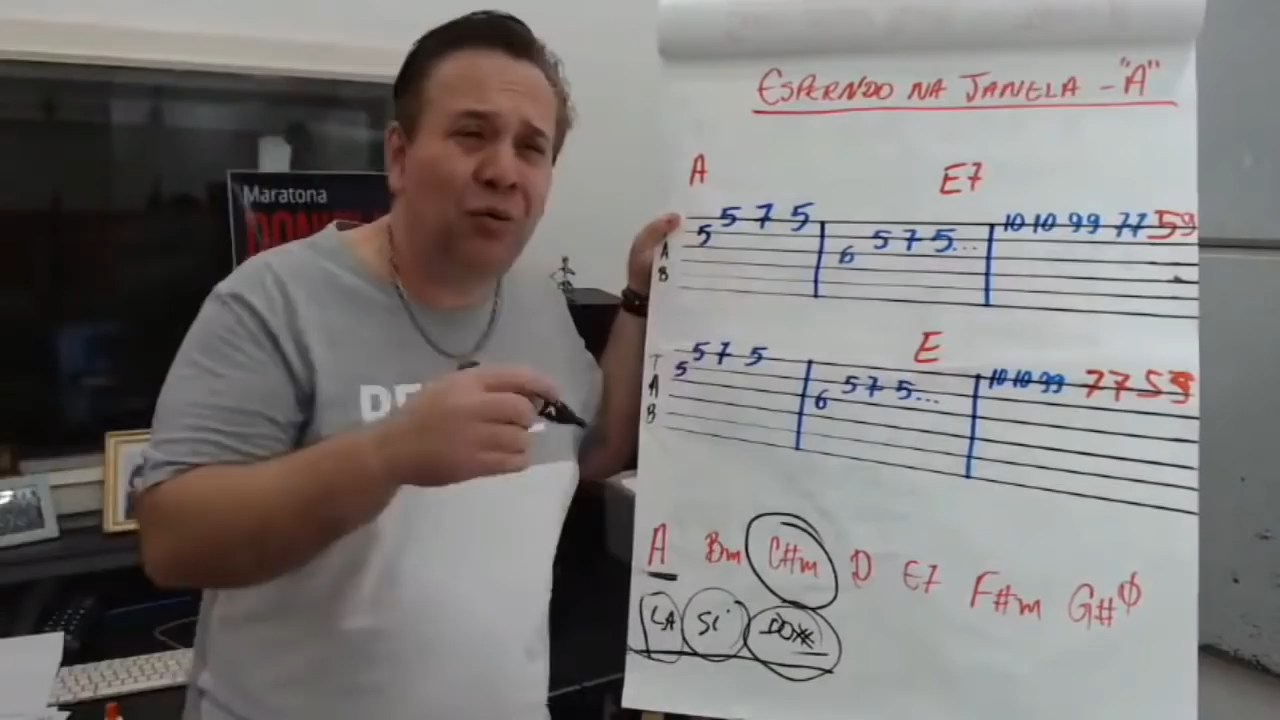 ESPERNDO NA JANELA - "A"
Maratona
A E7
5 5 7 5 6 5 7 5... 10 10 9 9 7 7 5 9
A
B
E
T 5 5 7 5 6 5 7 5... 10 10 9 9 7 7 5
A
B
A Bm C#m D E7 F#m G#ø
LA Si DO#